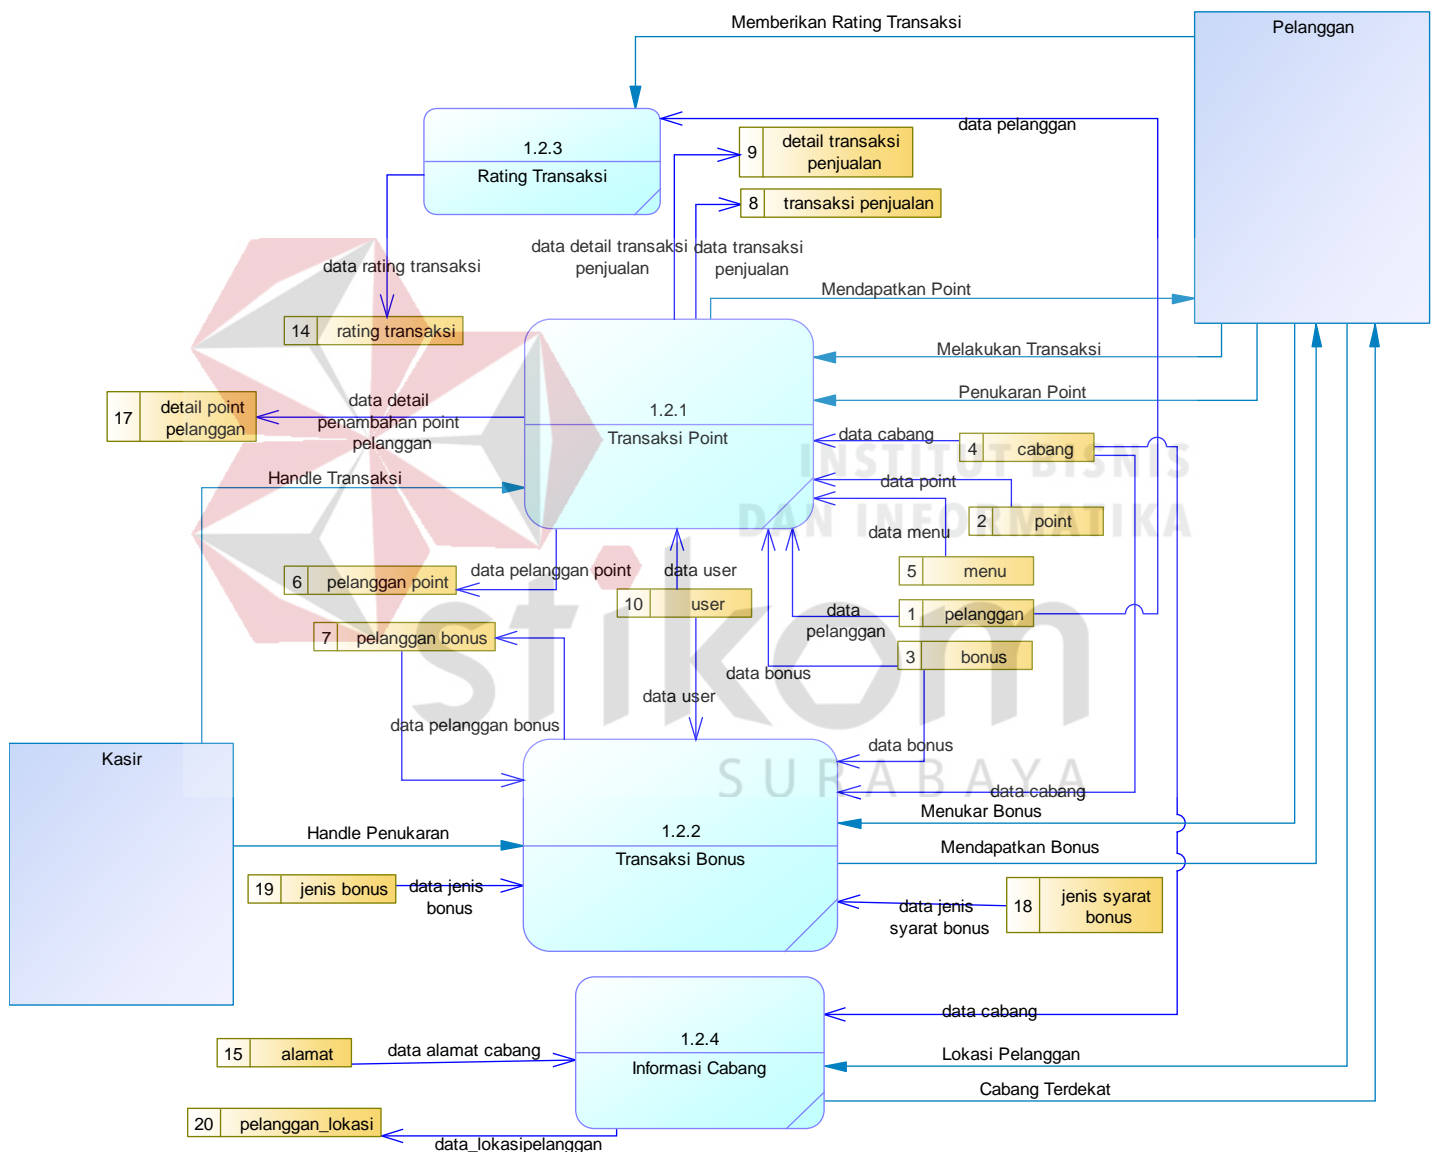 Memberikan Rating Transaksi
Pelanggan
data pelanggan
1.2.3
Rating Transaksi
9
detail transaksi
penjualan
8
transaksi penjualan
data detail transaksi
penjualan
data transaksi
penjualan
data rating transaksi
Mendapatkan Point
14
rating transaksi
Melakukan Transaksi
Penukaran Point
17
detail point
pelanggan
data detail
penambahan point
pelanggan
1.2.1
Transaksi Point
data cabang
4
cabang
INSTITUT BISNIS
DAN INFORMATIKA
Handle Transaksi
data point
2
point
data menu
5
menu
6
pelanggan point
data pelanggan point
data user
10
user
data
pelanggan
1
pelanggan
7
pelanggan bonus
3
bonus
data bonus
stikom
SURABAYA
data user
data pelanggan bonus
data bonus
Kasir
data cabang
Menukar Bonus
Handle Penukaran
1.2.2
Transaksi Bonus
Mendapatkan Bonus
19
jenis bonus
data jenis
bonus
data jenis
syarat bonus
18
jenis syarat
bonus
data cabang
15
alamat
data alamat cabang
1.2.4
Informasi Cabang
Lokasi Pelanggan
Cabang Terdekat
20
pelanggan_lokasi
data_lokasipelanggan